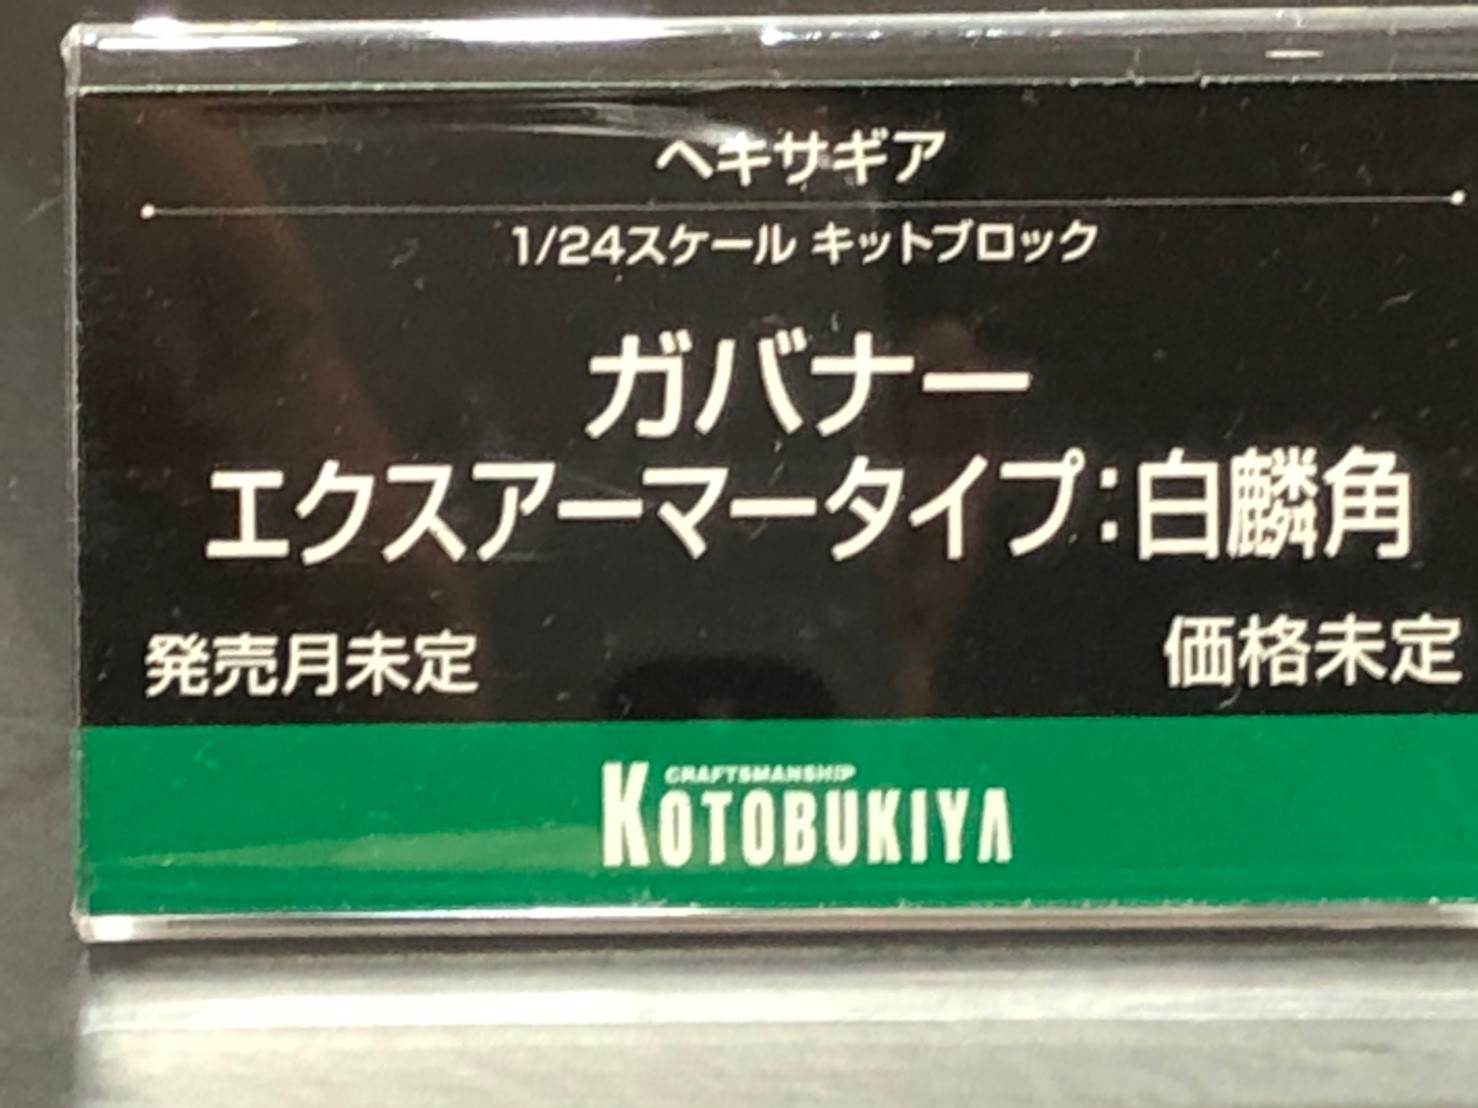 ヘキサギア
1/24スケール キットブロック
ガバナー
エクスアーマータイプ:白麟角
発売月未定
価格未定
CRAFTSMANSHIP
KOTOBUKIYA